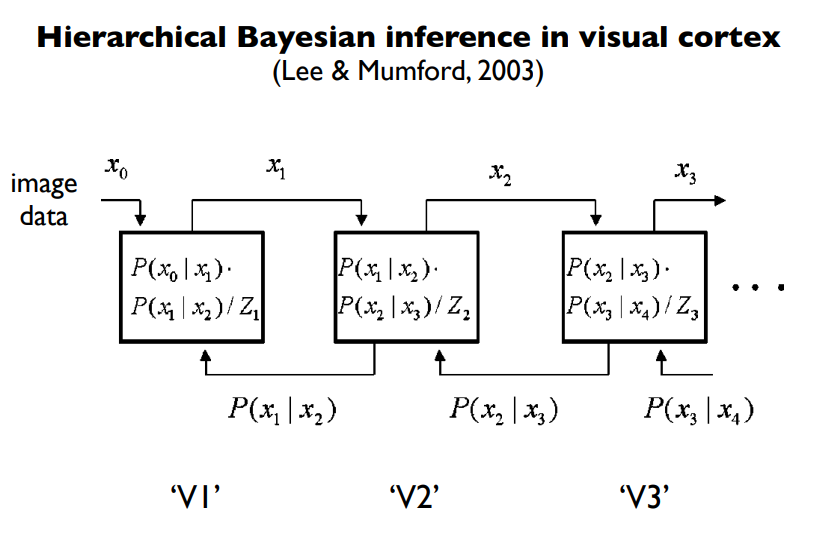 Hierarchical Bayesian inference in visual cortex
(Lee & Mumford, 2003)
image
data
x₀
x₁
x₂
x₃
P(x₀ | x₁)·
P(x₁ | x₂)/ Z₁
P(x₁ | x₂)·
P(x₂ | x₃)/ Z₂
P(x₂ | x₃)·
P(x₃ | x₄)/ Z₃
. . .
P(x₁ | x₂)
P(x₂ | x₃)
P(x₃ | x₄)
‘V1’
‘V2’
‘V3’